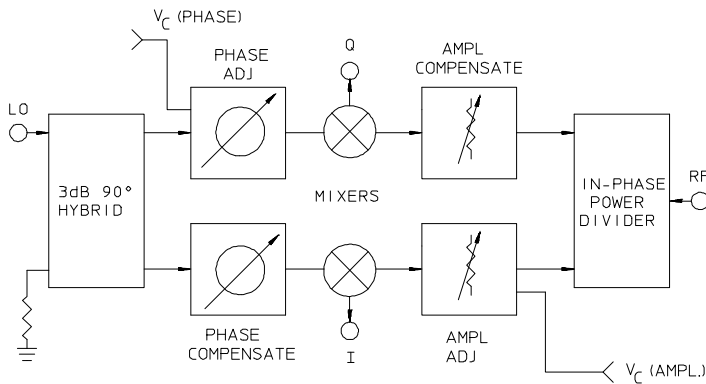 V_C (PHASE)
PHASE
ADJ
Q
AMPL
COMPENSATE
LO
3dB 90°
HYBRID
MIXERS
IN-PHASE
POWER
DIVIDER
RF
PHASE
COMPENSATE
I
AMPL
ADJ
V_C (AMPL.)